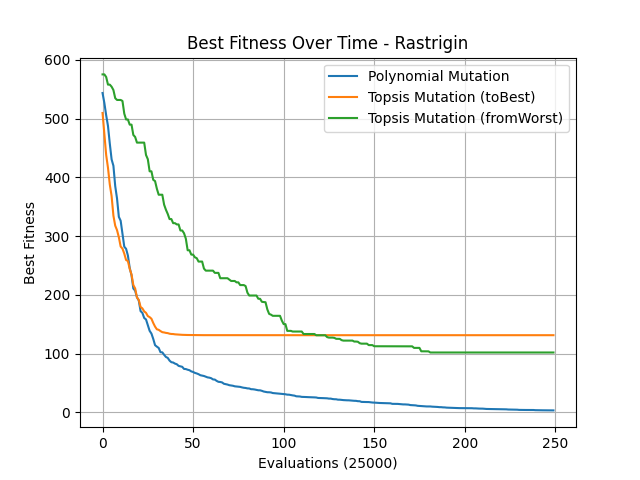 Best Fitness Over Time - Rastrigin
Polynomial Mutation
Topsis Mutation (toBest)
Topsis Mutation (fromWorst)
Best Fitness
600
500
400
300
200
100
0
0 50 100 150 200 250
Evaluations (25000)